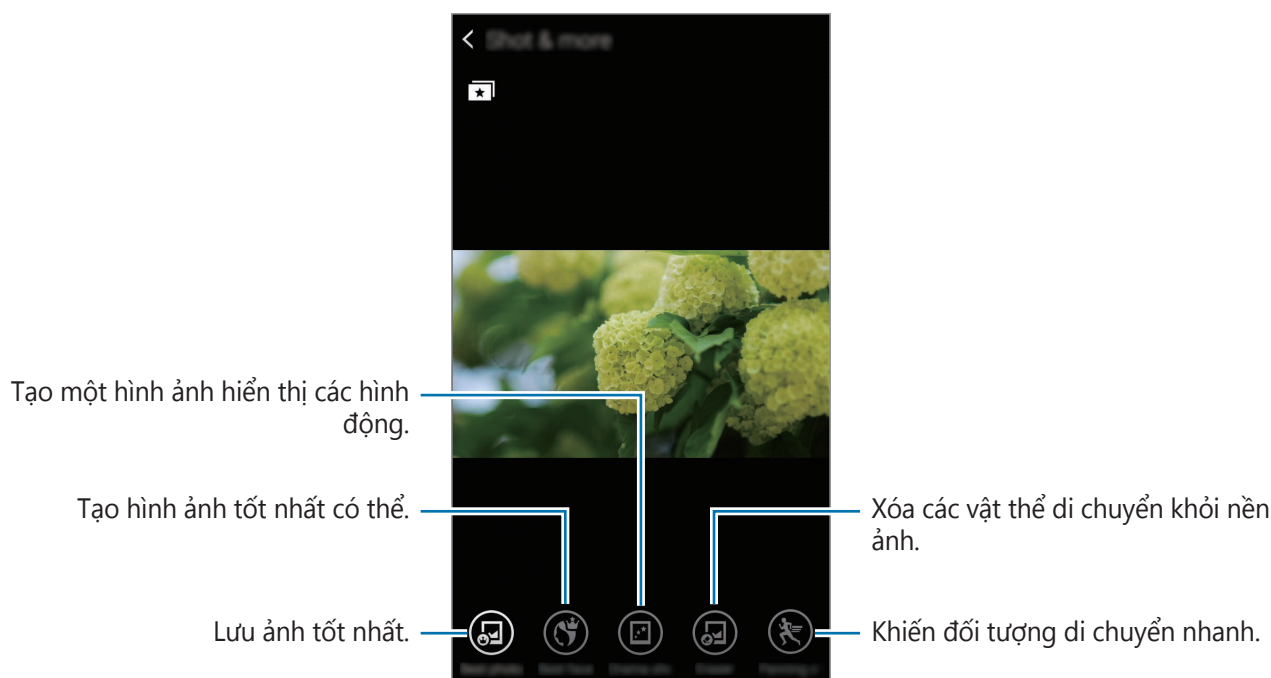 Shot & more
Tạo một hình ảnh hiển thị các hình
động.
Tạo hình ảnh tốt nhất có thể.
Lưu ảnh tốt nhất.
Xóa các vật thể di chuyển khỏi nền
ảnh.
Khiến đối tượng di chuyển nhanh.